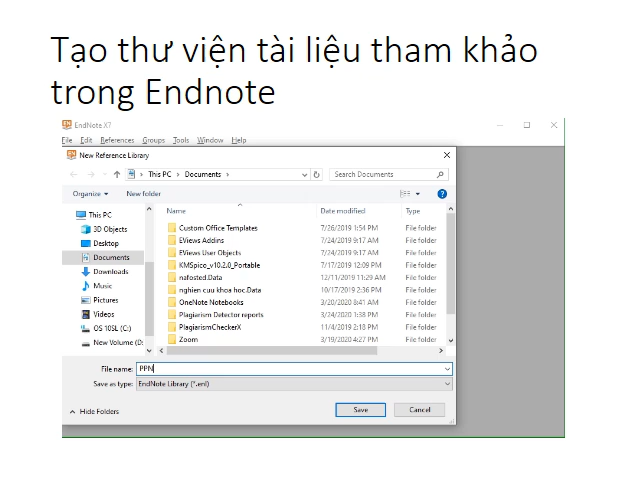 Tạo thư viện tài liệu tham khảo
trong Endnote
EndNote X7
File Edit References Groups Tools Window Help
New Reference Library
This PC > Documents >
Search Documents
Organize New folder
Name Date modified Type
This PC
3D Objects
Desktop
Documents
Downloads
Music
Pictures
Videos
OS 10SL (C:)
New Volume (D:
Custom Office Templates 7/26/2019 1:54 PM File folder
EViews Addins 7/24/2019 9:17 AM File folder
EViews User Objects 7/24/2019 9:17 AM File folder
KMSpico_v10.2.0_Portable 7/17/2019 12:09 PM File folder
nafosted.Data 12/11/2019 11:29 AM File folder
nghien cuu khoa hoc.Data 10/17/2019 2:36 PM File folder
OneNote Notebooks 3/20/2020 8:41 AM File folder
Plagiarism Detector reports 3/24/2020 1:38 PM File folder
PlagiarismCheckerX 11/4/2019 2:18 PM File folder
Zoom 3/19/2020 4:27 PM File folder
File name: PPN
Save as type: EndNote Library (*.enl)
Hide Folders Save Cancel